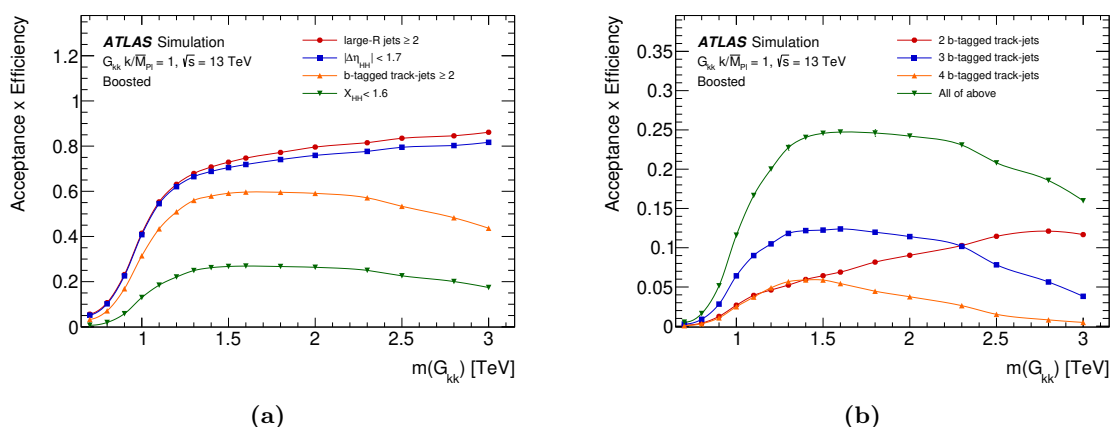 Acceptance x Efficiency
1.2
1
0.8
0.6
0.4
0.2
0
ATLAS Simulation
G_kk k/M̅_Pl = 1, √s = 13 TeV
Boosted
large-R jets ≥ 2
|Δη_HH| < 1.7
b-tagged track-jets ≥ 2
X_HH < 1.6
1 1.5 2 2.5 3
m(G_kk) [TeV]
(a)
Acceptance x Efficiency
0.35
0.3
0.25
0.2
0.15
0.1
0.05
0
ATLAS Simulation
G_kk k/M̅_Pl = 1, √s = 13 TeV
Boosted
2 b-tagged track-jets
3 b-tagged track-jets
4 b-tagged track-jets
All of above
1 1.5 2 2.5 3
m(G_kk) [TeV]
(b)